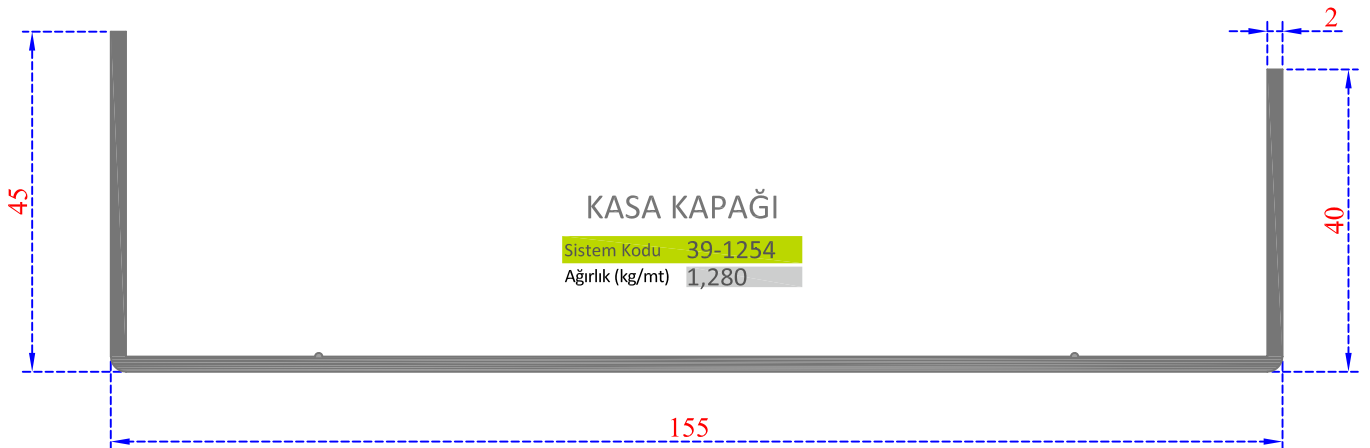 2
45
KASA KAPAĞI
40
Sistem Kodu 39-1254
Ağırlık (kg/mt) 1,280
155